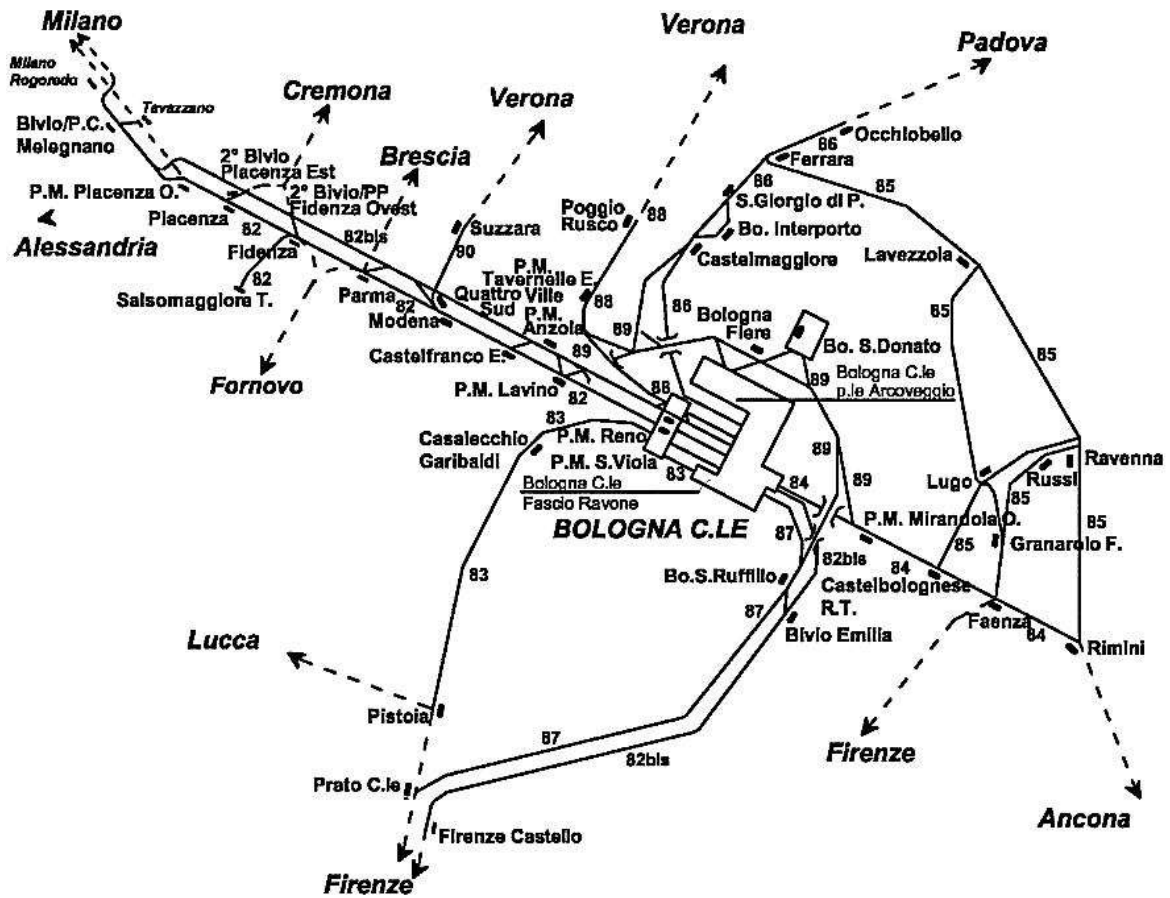 Milano
Verona
Padova
Milano
Rogoredo
Tavazzano
Cremona
Verona
Bivio/P.C.
Melegnano
2° Bivio
Piacenza Est
Brescia
Occhiobello
86
Ferrara
P.M. Piacenza O.
2° Bivio/PP
Fidenza Ovest
86
85
S.Giorgio di P.
Piacenza
82
82bis
Suzzara
Poggio
Rusco
88
Bo. Interporto
Alessandria
Fidenza
90
P.M.
Tavernelle E.
Castelmaggiore
Lavezzola
82
Salsomaggiore T.
Parma
82
Quattro
Ville
Sud
P.M.
Anzola
88
86
85
Modena
89
Bologna
Fiere
Bo. S.Donato
Castelfranco E.
89
Bologna C.le
p.le Arcoveggio
89
85
Fornovo
P.M. Lavino
82
88
83
Casalecchio
Garibaldi
P.M. Reno
P.M. S.Viola
83
89
Ravenna
Bologna C.le
Fascio Ravone
84
89
Lugo
Russi
85
BOLOGNA C.LE
P.M. Mirandola O.
85
87
82bis
85
Granarolo F.
Bo.S.Ruffillo
84
Castelbolognese
R.T.
83
87
Bivio Emilia
Faenza
84
Rimini
Lucca
Pistoia
87
82bis
Firenze
Prato C.le
Firenze Castello
Ancona
Firenze